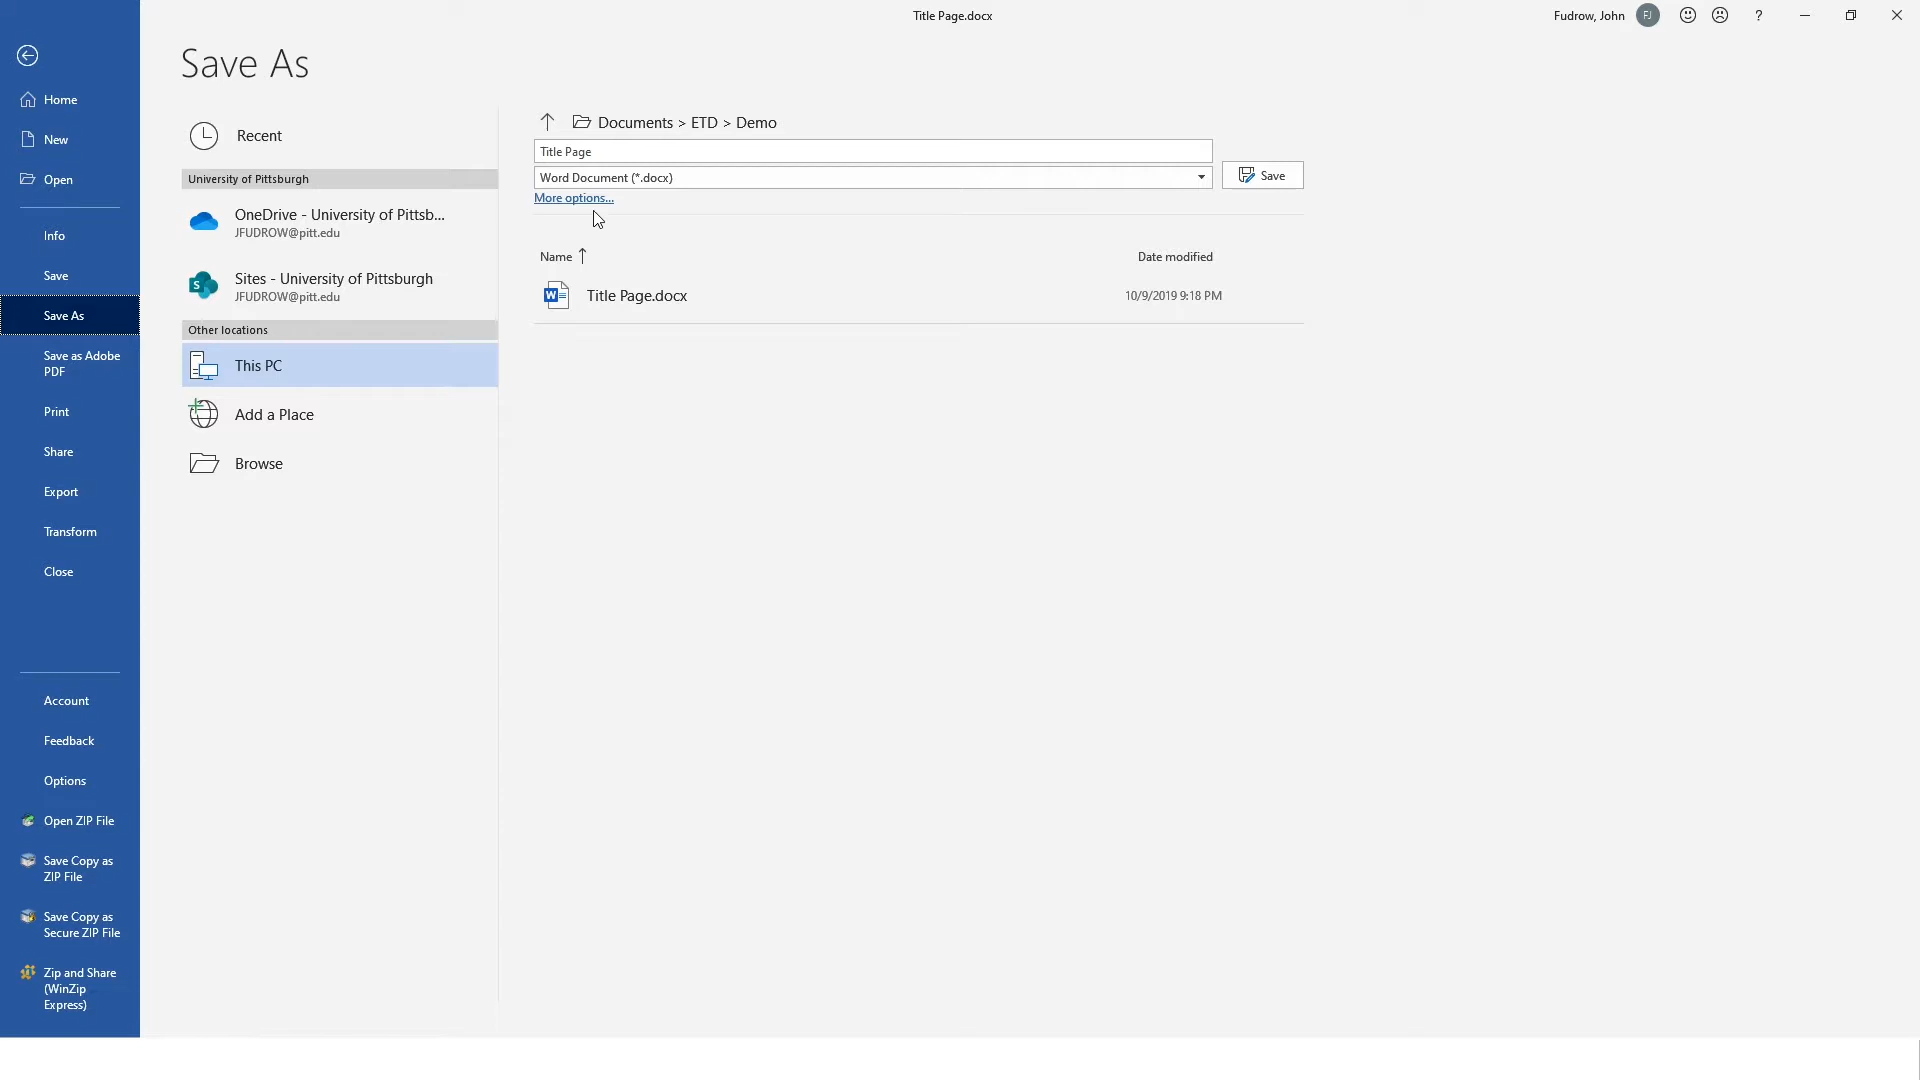 Title Page.docx
Fudrow, John
FJ
?
Save As
Home
New
Open
Info
Save
Save As
Save as Adobe
PDF
Print
Share
Export
Transform
Close
Account
Feedback
Options
Open ZIP File
Save Copy as
ZIP File
Save Copy as
Secure ZIP File
Zip and Share
(WinZip
Express)
Recent
University of Pittsburgh
OneDrive - University of Pittsb...
JFUDROW@pitt.edu
S
Sites - University of Pittsburgh
JFUDROW@pitt.edu
Other locations
This PC
Add a Place
Browse
Documents > ETD > Demo
Title Page
Word Document (*.docx)
Save
More options...
Name
Date modified
W
Title Page.docx
10/9/2019 9:18 PM